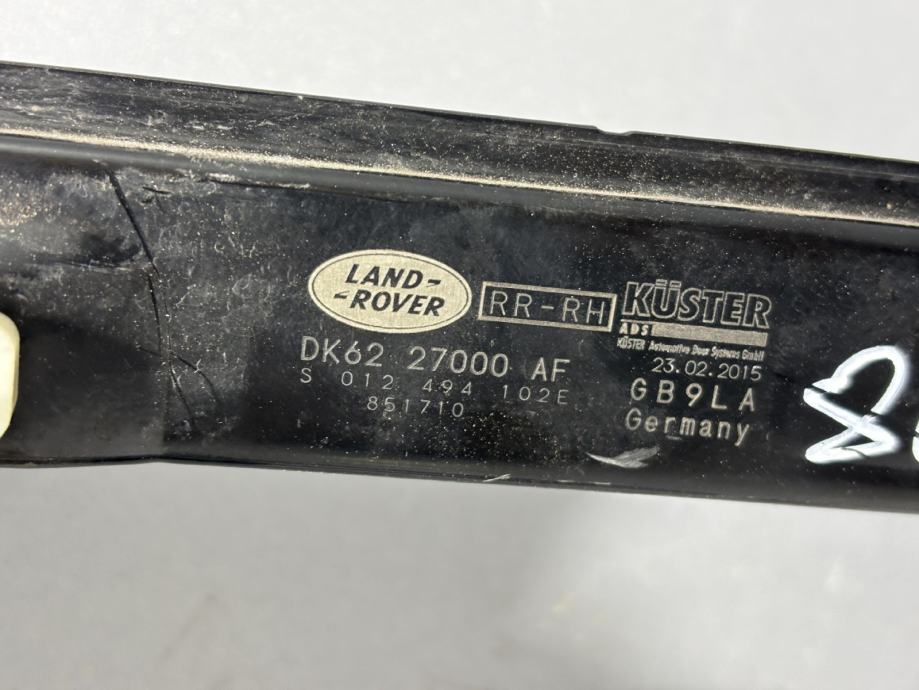 LAND-
-ROVER
RR-RH
KÜSTER
ADS
KÜSTER Automotive Door Systems GmbH
DK62 27000 AF
23.02.2015
S 012 494 102E
GB9LA
851710
Germany